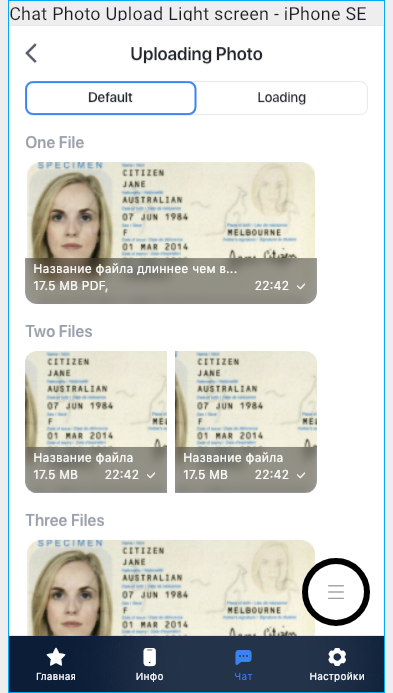 Chat Photo Upload Light screen - iPhone SE
Uploading Photo
Default
Loading
One File
SPECIMEN
CITIZEN
JANE
AUSTRALIAN
07 JUN 1984
F
MELBOURNE
01 MAR 2014
Jane Citizen
Название файла длиннее чем в...
17.5 MB PDF,
22:42
Two Files
CITIZEN
JANE
AUSTRALIAN
07 JUN 1984
F
MEL
01 MAR 2014
Название файла
17.5 MB
22:42
CITIZEN
JANE
AUSTRALIAN
07 JUN 1984
F
MEL
01 MAR 2014
Название файла
17.5 MB
22:42
Three Files
SPECIMEN
CITIZEN
JANE
AUSTRALIAN
07 JUN 1984
F
MELBOURNE
Главная
Инфо
Чат
Настройки